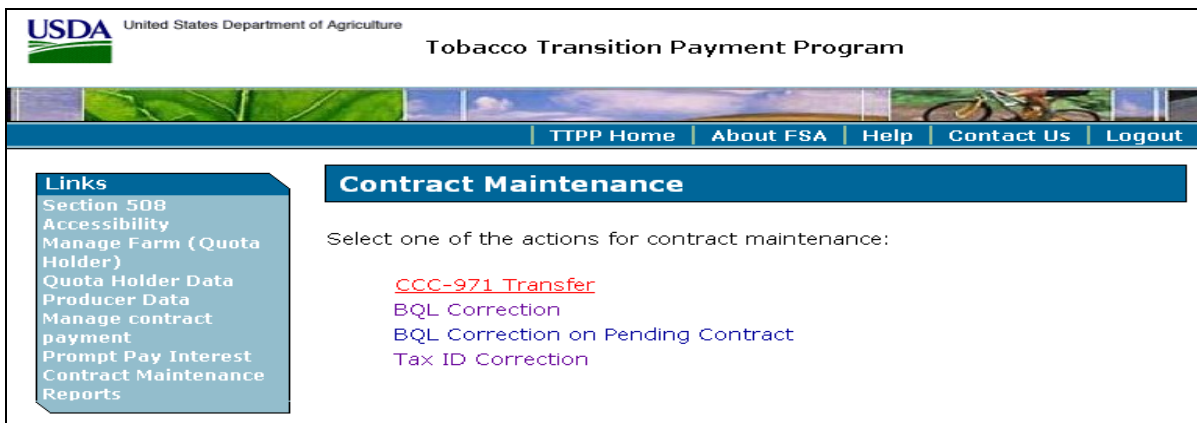 USDA United States Department of Agriculture
Tobacco Transition Payment Program
TTPP Home | About FSA | Help | Contact Us | Logout
Links
Section 508
Accessibility
Manage Farm (Quota
Holder)
Quota Holder Data
Producer Data
Manage contract
payment
Prompt Pay Interest
Contract Maintenance
Reports
Contract Maintenance
Select one of the actions for contract maintenance:
CCC-971 Transfer
BQL Correction
BQL Correction on Pending Contract
Tax ID Correction